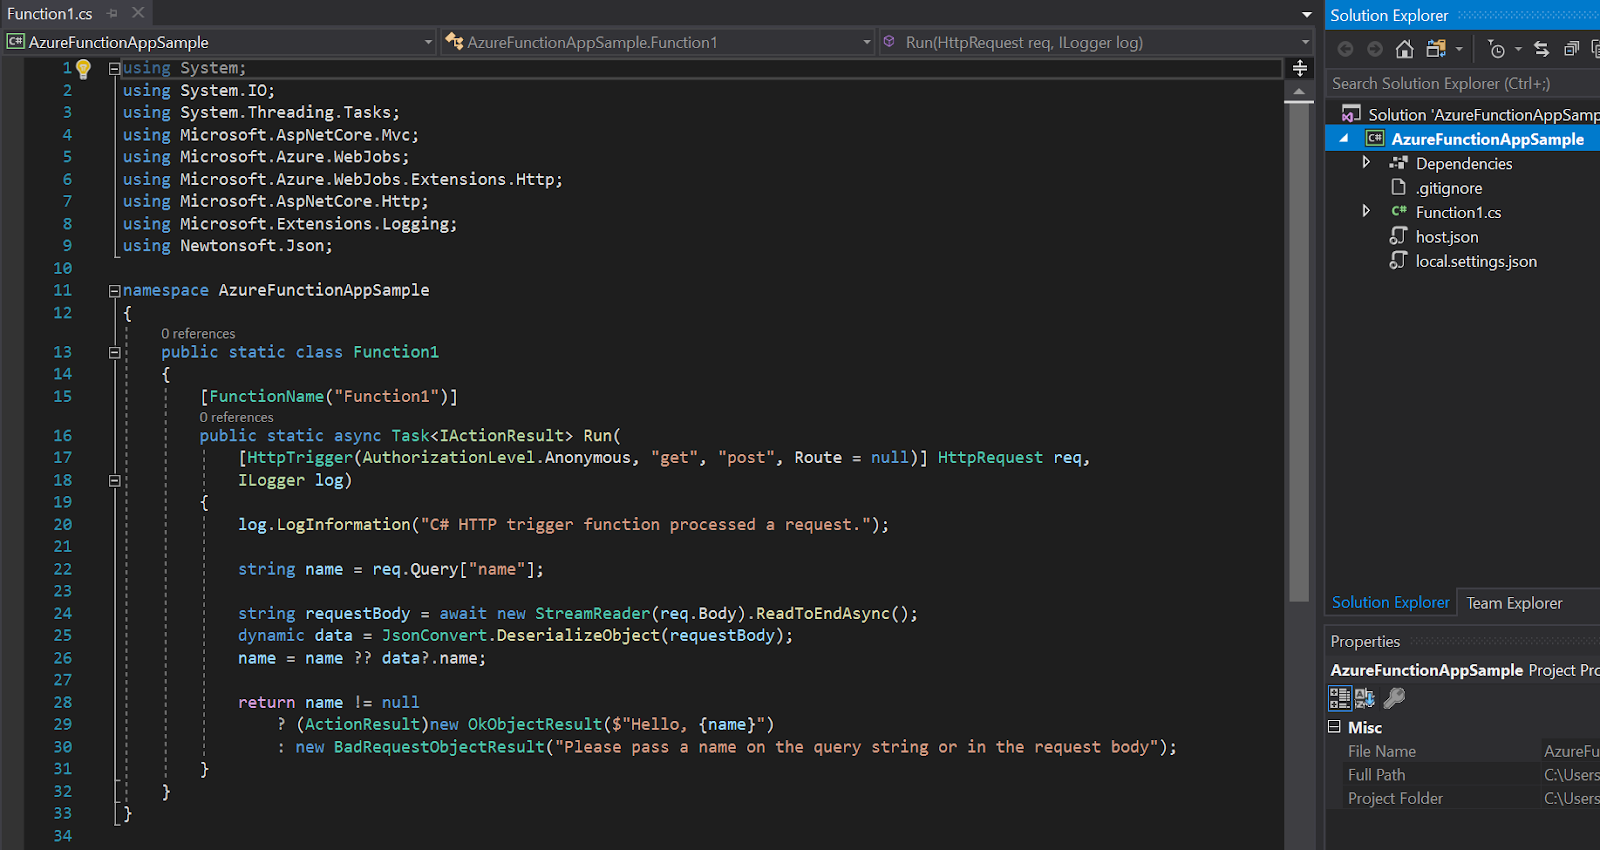 Function1.cs
AzureFunctionAppSample
AzureFunctionAppSample.Function1
Run(HttpRequest req, ILogger log)
1 using System;
2 using System.IO;
3 using System.Threading.Tasks;
4 using Microsoft.AspNetCore.Mvc;
5 using Microsoft.Azure.WebJobs;
6 using Microsoft.Azure.WebJobs.Extensions.Http;
7 using Microsoft.AspNetCore.Http;
8 using Microsoft.Extensions.Logging;
9 using Newtonsoft.Json;
10
11 namespace AzureFunctionAppSample
12 {
0 references
13 public static class Function1
14 {
15 [FunctionName("Function1")]
0 references
16 public static async Task<IActionResult> Run(
17 [HttpTrigger(AuthorizationLevel.Anonymous, "get", "post", Route = null)] HttpRequest req,
18 ILogger log)
19 {
20 log.LogInformation("C# HTTP trigger function processed a request.");
21
22 string name = req.Query["name"];
23
24 string requestBody = await new StreamReader(req.Body).ReadToEndAsync();
25 dynamic data = JsonConvert.DeserializeObject(requestBody);
26 name = name ?? data?.name;
27
28 return name != null
29 ? (ActionResult)new OkObjectResult($"Hello, {name}")
30 : new BadRequestObjectResult("Please pass a name on the query string or in the request body");
31 }
32 }
33 }
34
Solution Explorer
Search Solution Explorer (Ctrl+;)
Solution 'AzureFunctionAppSamp
C# AzureFunctionAppSample
Dependencies
.gitignore
C# Function1.cs
host.json
local.settings.json
Solution Explorer Team Explorer
Properties
AzureFunctionAppSample Project Pro
Misc
File Name AzureFu
Full Path C:\Users
Project Folder C:\Users